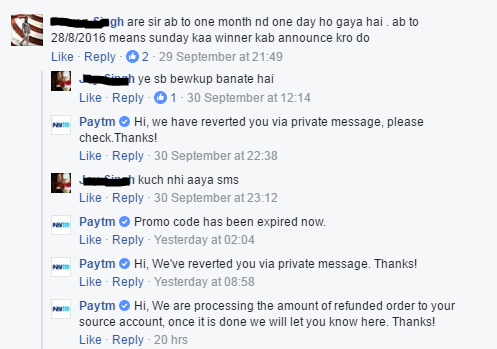 Singh are sir ab to one month nd one day ho gaya hai . ab to
28/8/2016 means sunday kaa winner kab announce kro do
Like · Reply · 2 · 29 September at 21:49
ye sb bewkup banate hai
Like · Reply · 1 · 30 September at 12:14
Paytm Hi, we have reverted you via private message, please
check.Thanks!
Like · Reply · 30 September at 22:38
kuch nhi aaya sms
Like · Reply · 30 September at 23:12
Paytm Promo code has been expired now.
Like · Reply · Yesterday at 02:04
Paytm Hi, We've reverted you via private message. Thanks!
Like · Reply · Yesterday at 08:58
Paytm Hi, We are processing the amount of refunded order to your
source account, once it is done we will let you know here. Thanks!
Like · Reply · 20 hrs